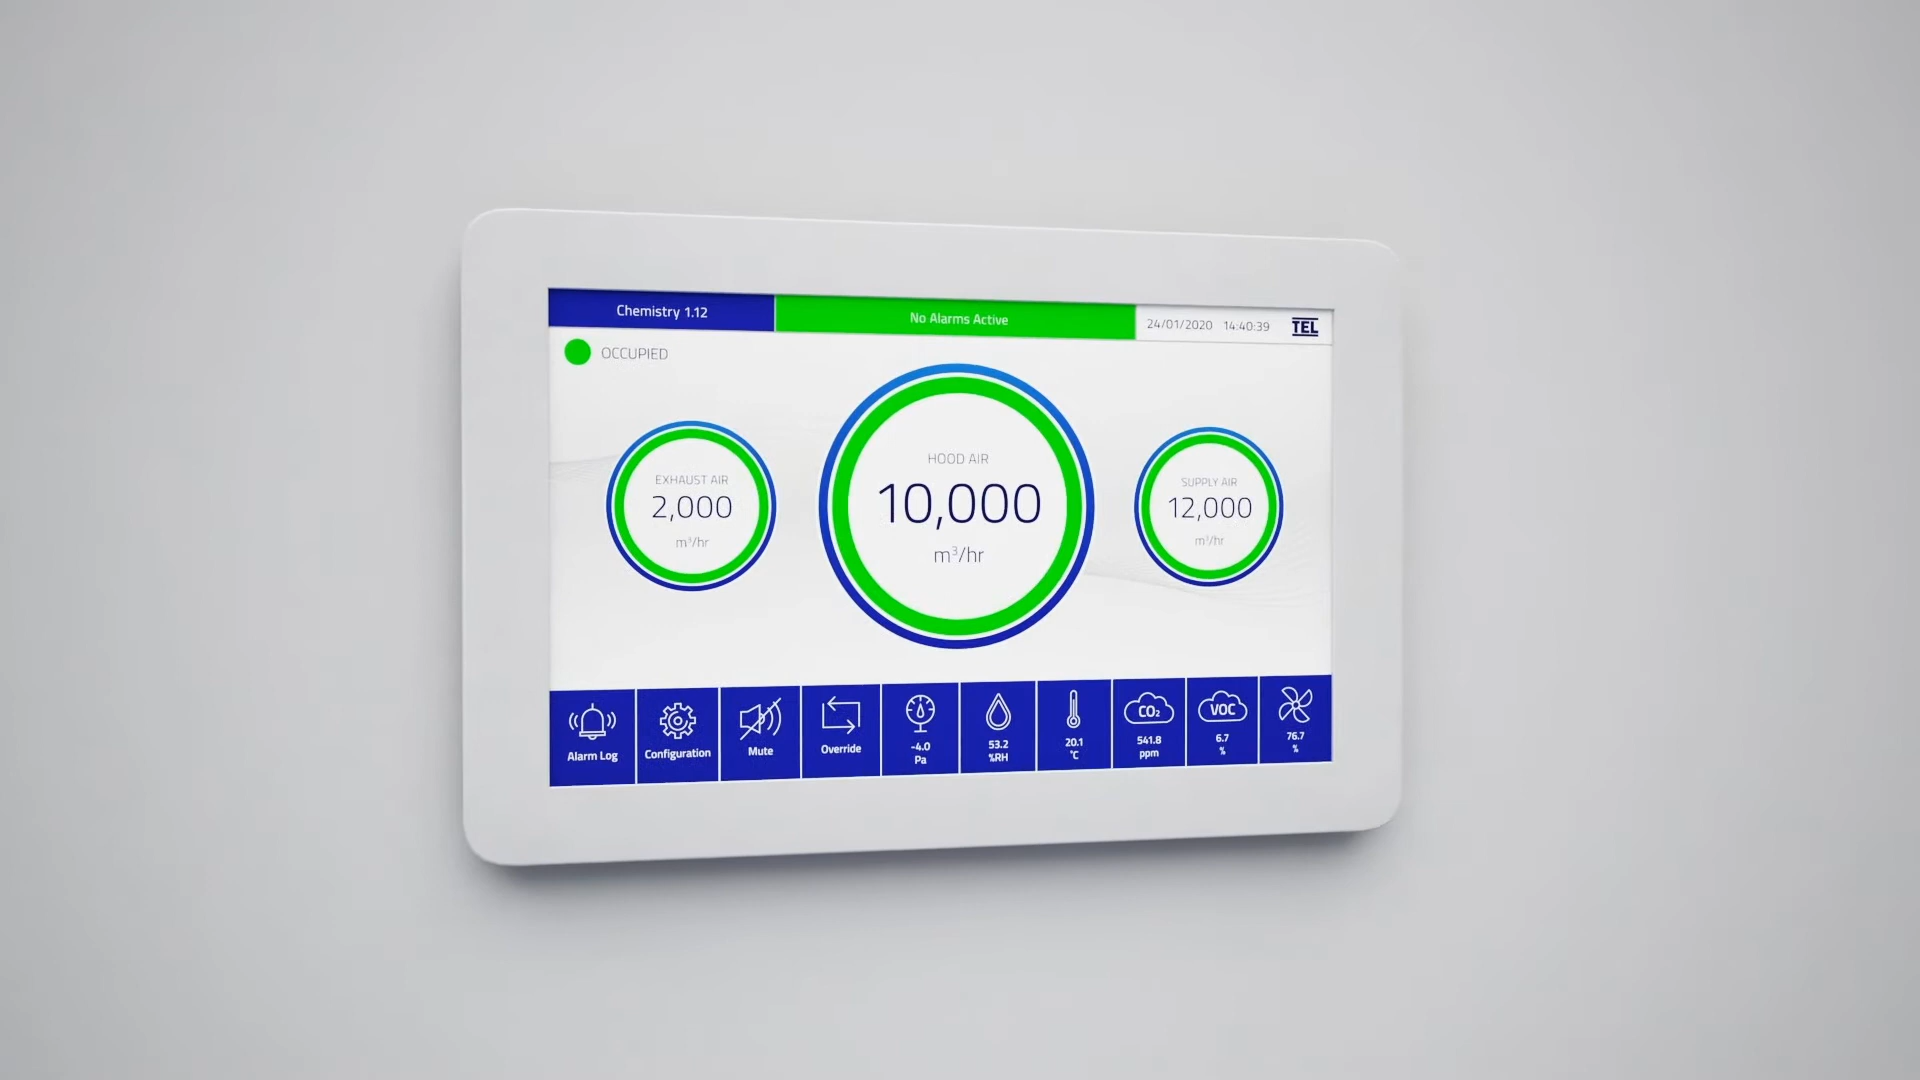 Chemistry 1.12
No Alarms Active
24/01/2020 14:40:39 TEL
OCCUPIED
EXHAUST AIR
2,000
m³/hr
HOOD AIR
10,000
m³/hr
SUPPLY AIR
12,000
m³/hr
Alarm Log
Configuration
Mute
Override
-4.0
Pa
53.2
%RH
20.1
°C
CO₂
541.8
ppm
VOC
6.7
%
76.7
%